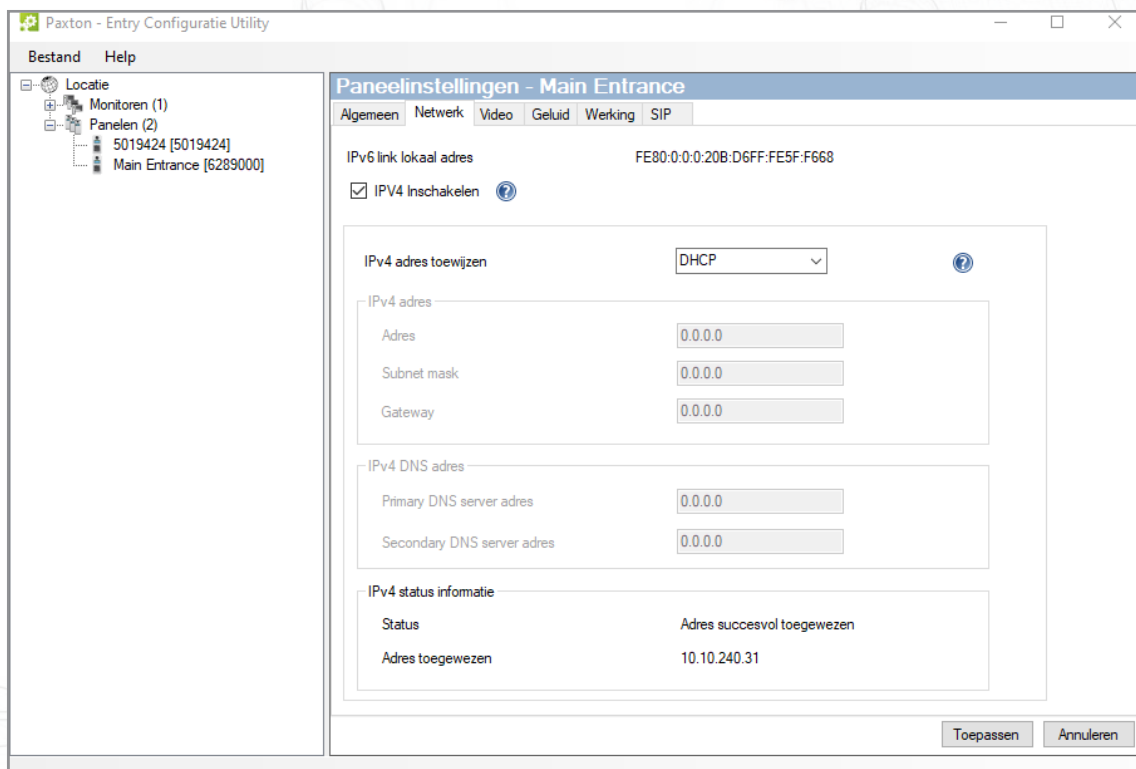 Paxton - Entry Configuratie Utility
Bestand Help
Locatie
Monitoren (1)
Panelen (2)
5019424 [5019424]
Main Entrance [6289000]
Paneelinstellingen - Main Entrance
Algemeen Netwerk Video Geluid Werking SIP
IPv6 link lokaal adres FE80:0:0:0:20B:D6FF:FE5F:F668
IPV4 Inschakelen ?
IPv4 adres toewijzen DHCP ?
IPv4 adres
Adres 0.0.0.0
Subnet mask 0.0.0.0
Gateway 0.0.0.0
IPv4 DNS adres
Primary DNS server adres 0.0.0.0
Secondary DNS server adres 0.0.0.0
IPv4 status informatie
Status Adres succesvol toegewezen
Adres toegewezen 10.10.240.31
Toepassen Annuleren